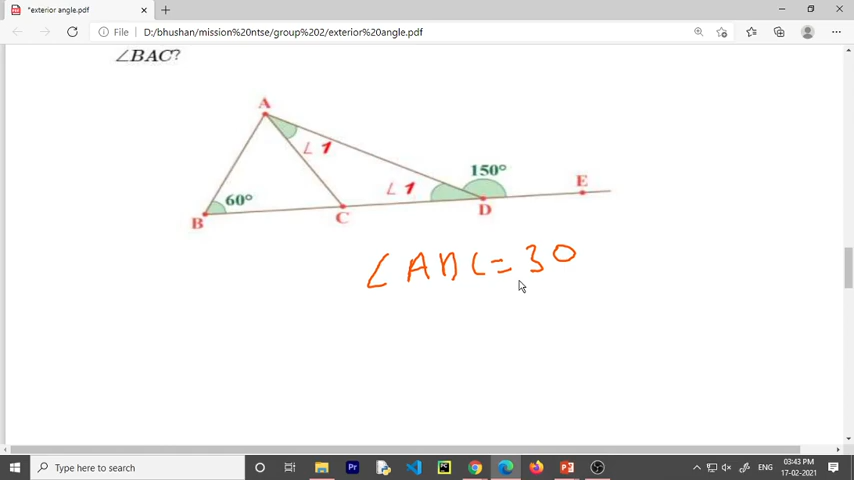 *exterior angle.pdf
File
D:/bhushan/mission%20ntse/group%202/exterior%20angle.pdf
∠BAC?
A
∠1
150°
E
∠1
60°
D
C
B
∠ADC=30
Type here to search
ENG
03:43 PM
17-02-2021